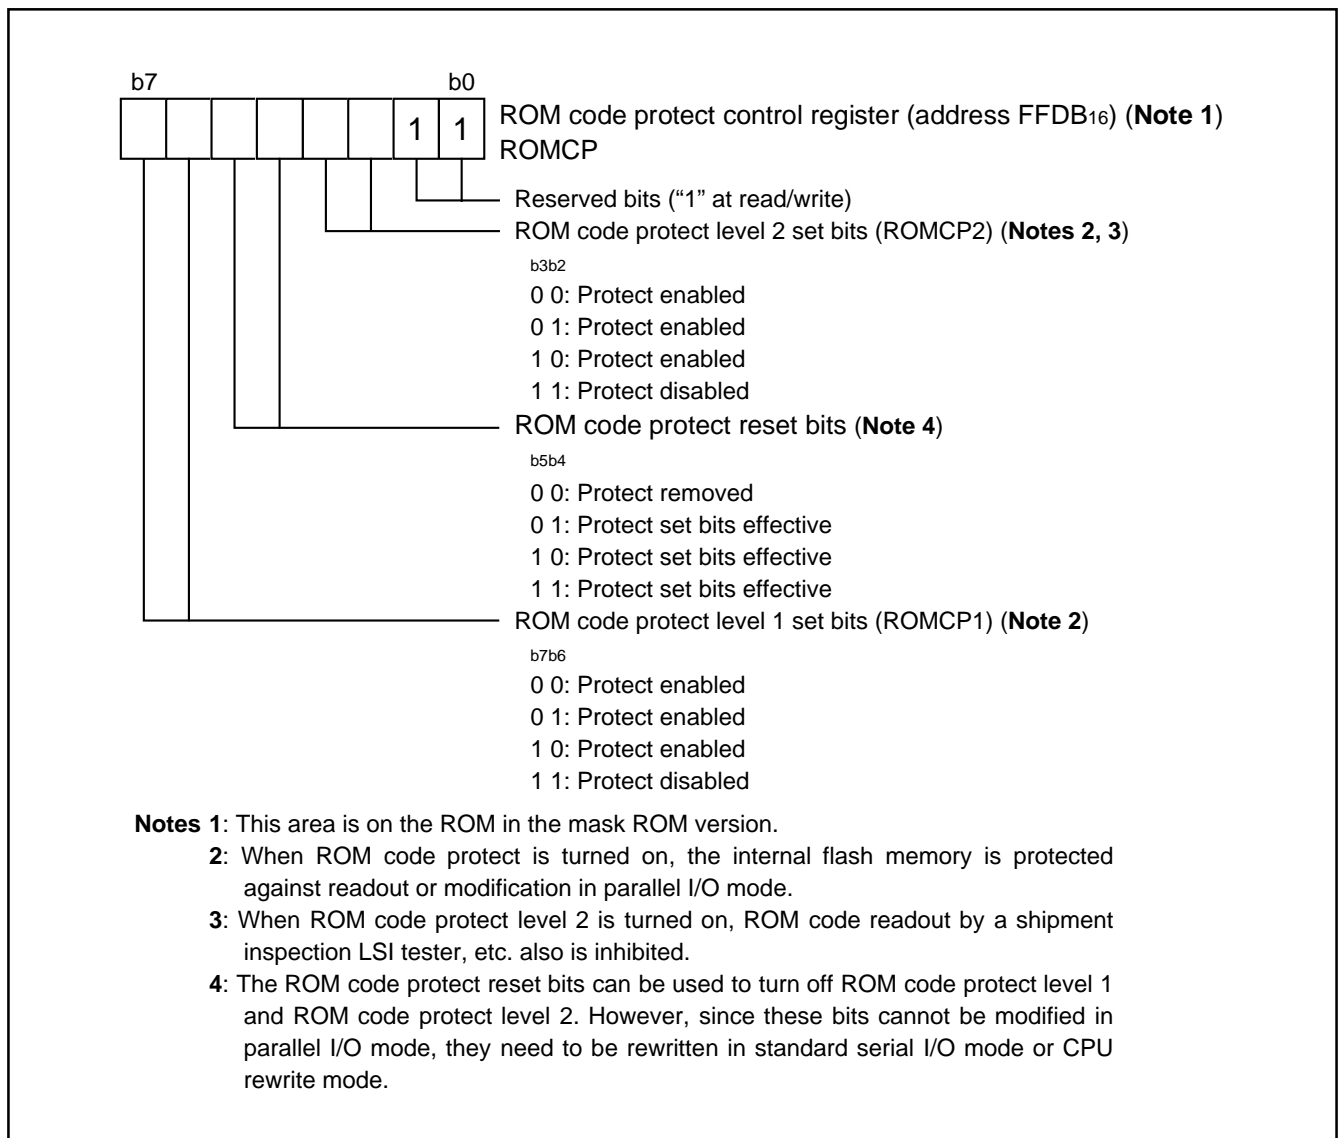 b7 b0
1 1
ROM code protect control register (address FFDB16) (Note 1)
ROMCP
Reserved bits (“1” at read/write)
ROM code protect level 2 set bits (ROMCP2) (Notes 2, 3)
b3b2
0 0: Protect enabled
0 1: Protect enabled
1 0: Protect enabled
1 1: Protect disabled
ROM code protect reset bits (Note 4)
b5b4
0 0: Protect removed
0 1: Protect set bits effective
1 0: Protect set bits effective
1 1: Protect set bits effective
ROM code protect level 1 set bits (ROMCP1) (Note 2)
b7b6
0 0: Protect enabled
0 1: Protect enabled
1 0: Protect enabled
1 1: Protect disabled
Notes 1: This area is on the ROM in the mask ROM version.
2: When ROM code protect is turned on, the internal flash memory is protected
against readout or modification in parallel I/O mode.
3: When ROM code protect level 2 is turned on, ROM code readout by a shipment
inspection LSI tester, etc. also is inhibited.
4: The ROM code protect reset bits can be used to turn off ROM code protect level 1
and ROM code protect level 2. However, since these bits cannot be modified in
parallel I/O mode, they need to be rewritten in standard serial I/O mode or CPU
rewrite mode.